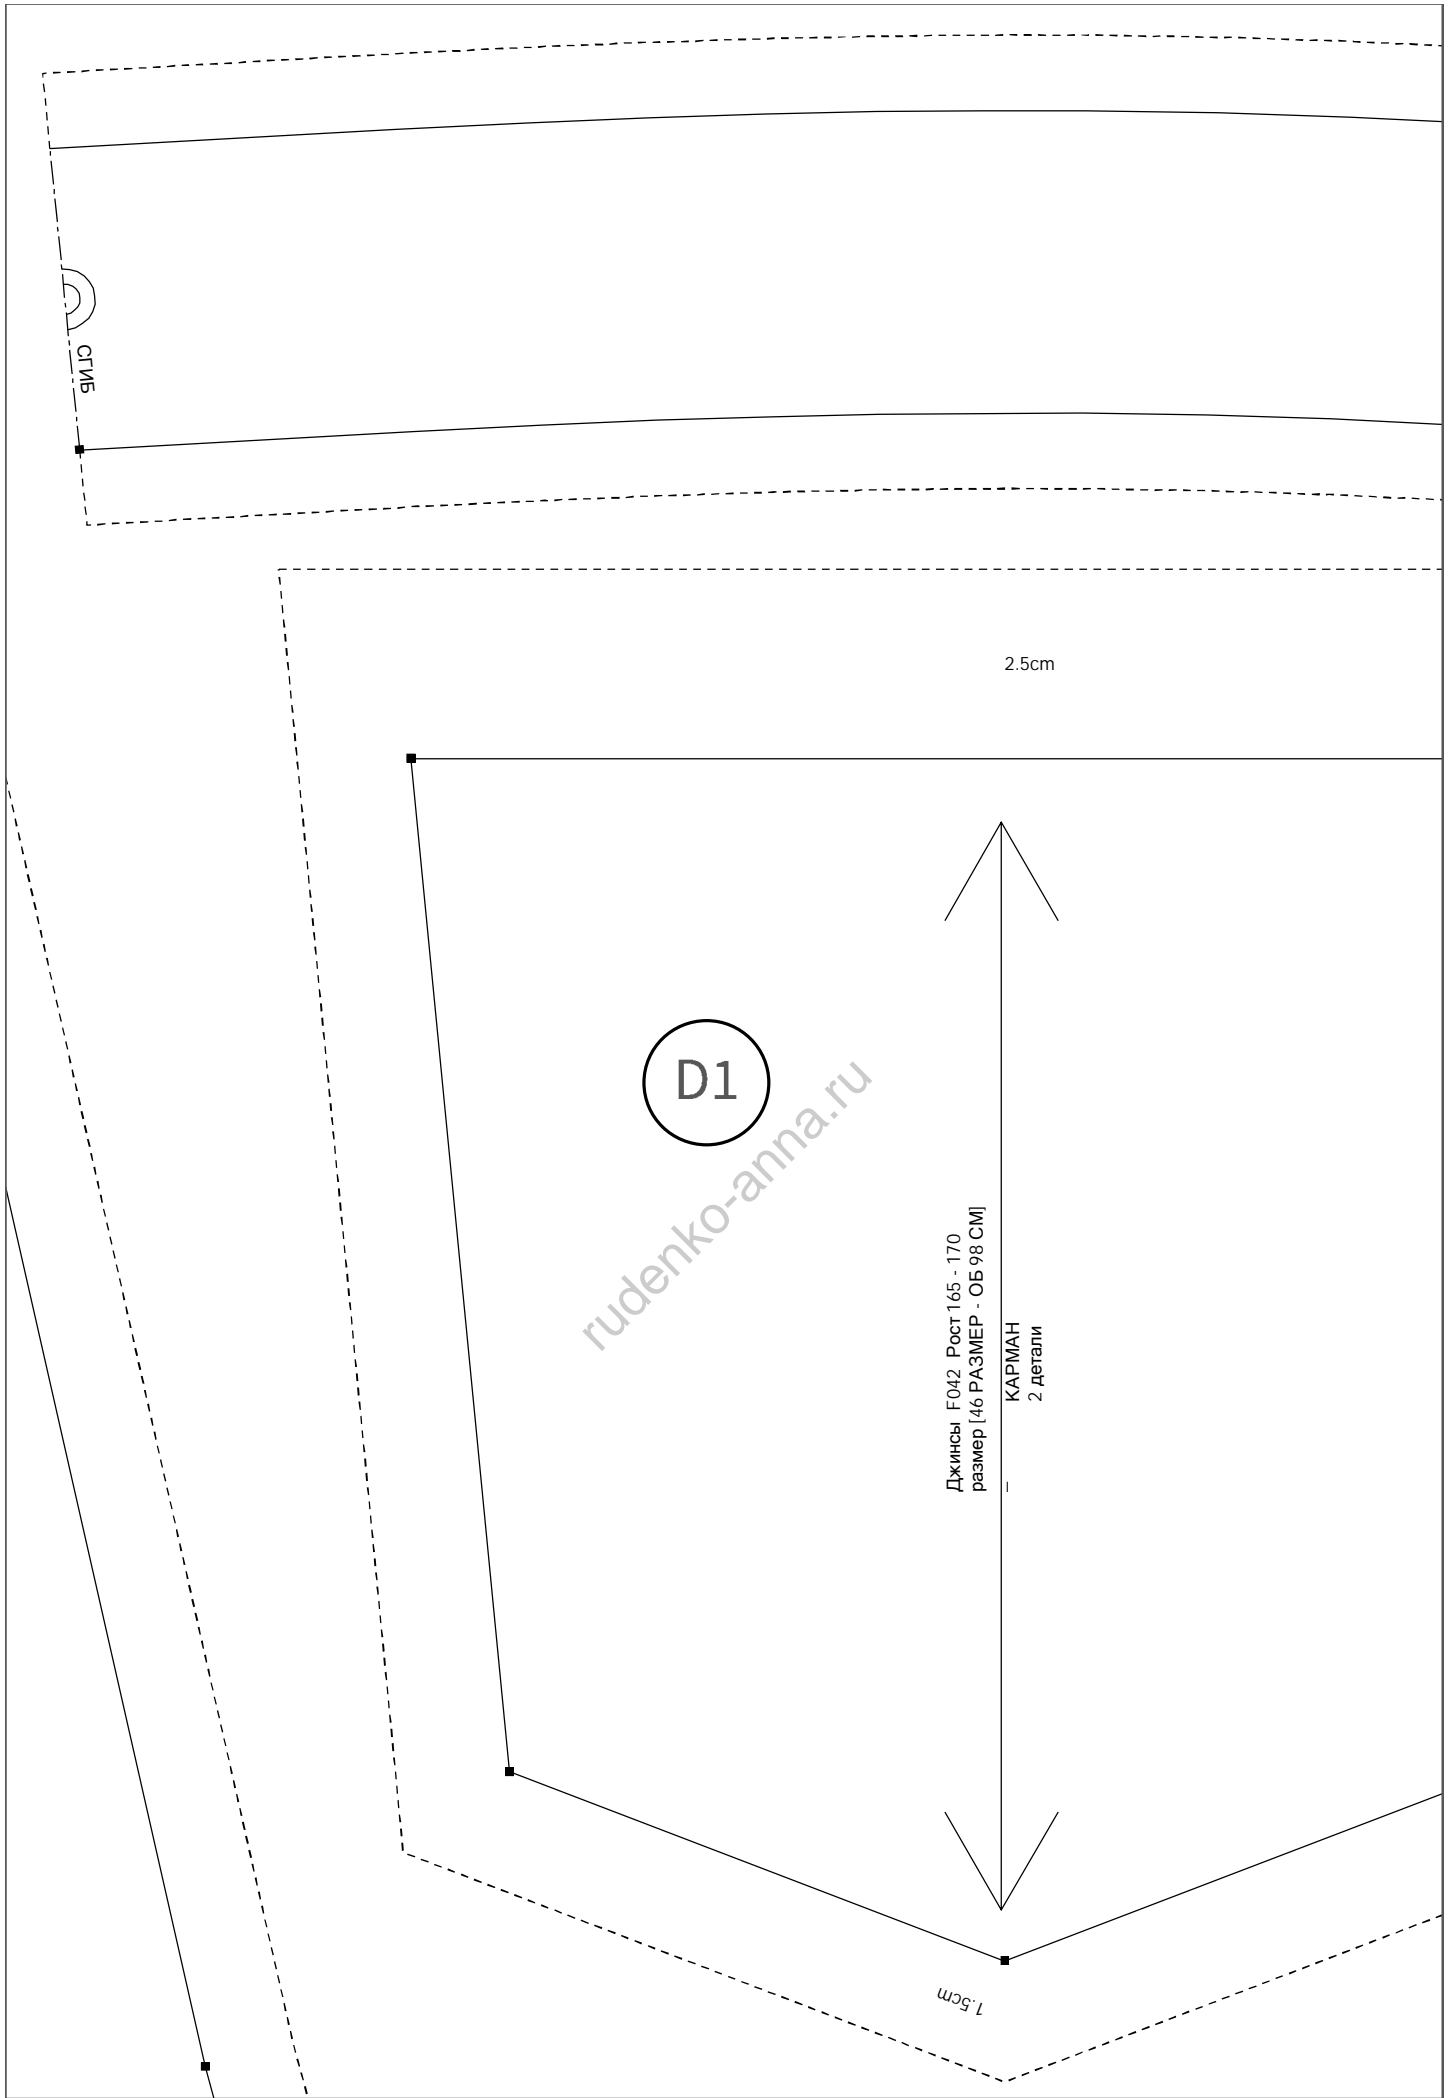 СГИБ
2.5cm
D1
rudenko-anna.ru
Джинсы F042 Рост 165 - 170
размер [46 РАЗМЕР - ОБ 98 СМ]
КАРМАН
2 детали
1.5cm